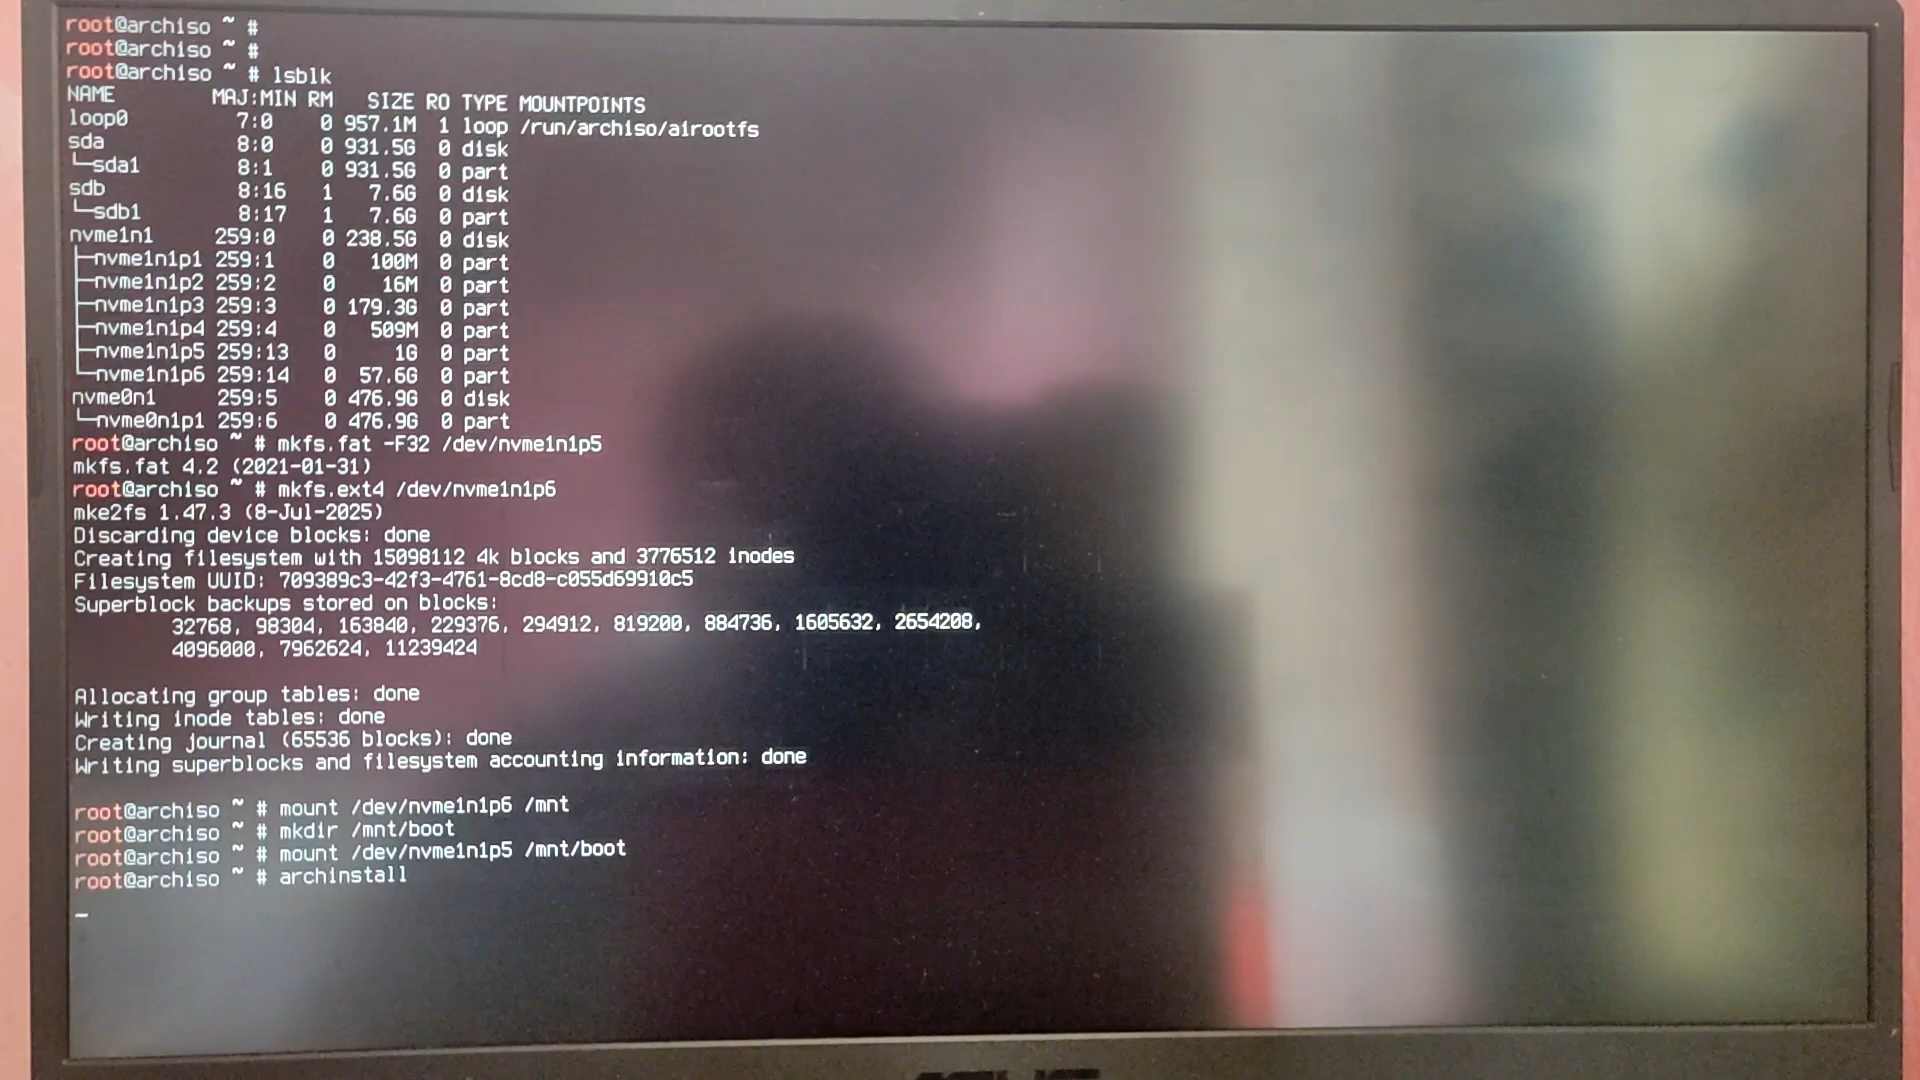 root@archiso ~ #
root@archiso ~ #
root@archiso ~ # lsblk
NAME        MAJ:MIN RM   SIZE RO TYPE MOUNTPOINTS
loop0         7:0    0 957.1M  1 loop /run/archiso/airootfs
sda           8:0    0 931.5G  0 disk
└─sda1        8:1    0 931.5G  0 part
sdb           8:16   1   7.6G  0 disk
└─sdb1        8:17   1   7.6G  0 part
nvme1n1     259:0    0 238.5G  0 disk
├─nvme1n1p1 259:1    0   100M  0 part
├─nvme1n1p2 259:2    0    16M  0 part
├─nvme1n1p3 259:3    0 179.3G  0 part
├─nvme1n1p4 259:4    0   509M  0 part
├─nvme1n1p5 259:13   0     1G  0 part
└─nvme1n1p6 259:14   0  57.6G  0 part
nvme0n1     259:5    0 476.9G  0 disk
└─nvme0n1p1 259:6    0 476.9G  0 part
root@archiso ~ # mkfs.fat -F32 /dev/nvme1n1p5
mkfs.fat 4.2 (2021-01-31)
root@archiso ~ # mkfs.ext4 /dev/nvme1n1p6
mke2fs 1.47.3 (8-Jul-2025)
Discarding device blocks: done
Creating filesystem with 15098112 4k blocks and 3776512 inodes
Filesystem UUID: 709389c3-42f3-4761-8cd8-c055d69910c5
Superblock backups stored on blocks:
32768, 98304, 163840, 229376, 294912, 819200, 884736, 1605632, 2654208,
4096000, 7962624, 11239424
Allocating group tables: done
Writing inode tables: done
Creating journal (65536 blocks): done
Writing superblocks and filesystem accounting information: done
root@archiso ~ # mount /dev/nvme1n1p6 /mnt
root@archiso ~ # mkdir /mnt/boot
root@archiso ~ # mount /dev/nvme1n1p5 /mnt/boot
root@archiso ~ # archinstall